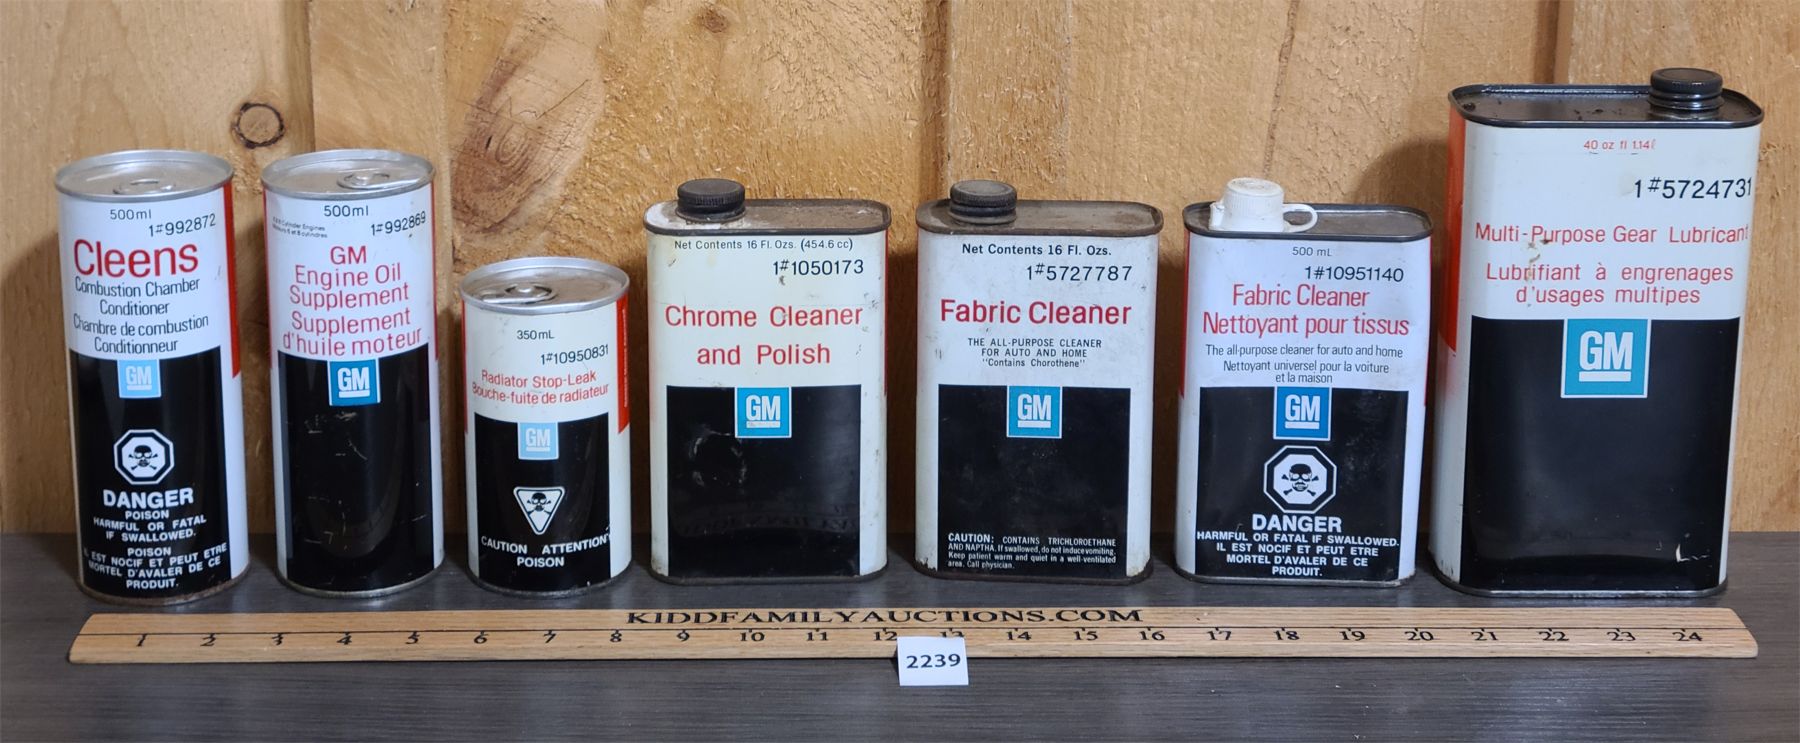 500ml
1#992872
Cleens
Combustion Chamber
Conditioner
Chambre de combustion
Conditionneur
GM
DANGER
POISON
HARMFUL OR FATAL
IF SWALLOWED.
POISON
EST NOCIF ET PEUT ETRE
MORTEL D'AVALER DE CE
PRODUIT.
500ml
1#992869
GM
Engine Oil
Supplement
Supplement
d'huile moteur
GM
350mL
1#10950831
Radiator Stop-Leak
Bouche-fuite de radiateur
GM
CAUTION ATTENTION
POISON
Net Contents 16 Fl. Ozs. (454.6 cc)
1#1050173
Chrome Cleaner
and Polish
GM
Net Contents 16 Fl. Ozs.
1#5727787
Fabric Cleaner
THE ALL-PURPOSE CLEANER
FOR AUTO AND HOME
"Contains Chorothene"
GM
CAUTION: CONTAINS TRICHLOROETHANE
AND NAPTHA. If swallowed, do not induce vomiting.
Keep patient warm and quiet in a well-ventilated
area. Call physician.
500 mL
1#10951140
Fabric Cleaner
Nettoyant pour tissus
The all-purpose cleaner for auto and home
Nettoyant universel pour la voiture
et la maison
GM
DANGER
HARMFUL OR FATAL IF SWALLOWED.
IL EST NOCIF ET PEUT ETRE
MORTEL D'AVALER DE CE
PRODUIT.
40 oz fl 1.14ℓ
1#5724731
Multi-Purpose Gear Lubricant
Lubrifiant à engrenages
d'usages multipes
GM
KIDDFAMILYAUCTIONS.COM
1 2 3 4 5 6 7 8 9 10 11 12 13 14 15 16 17 18 19 20 21 22 23 24
2239